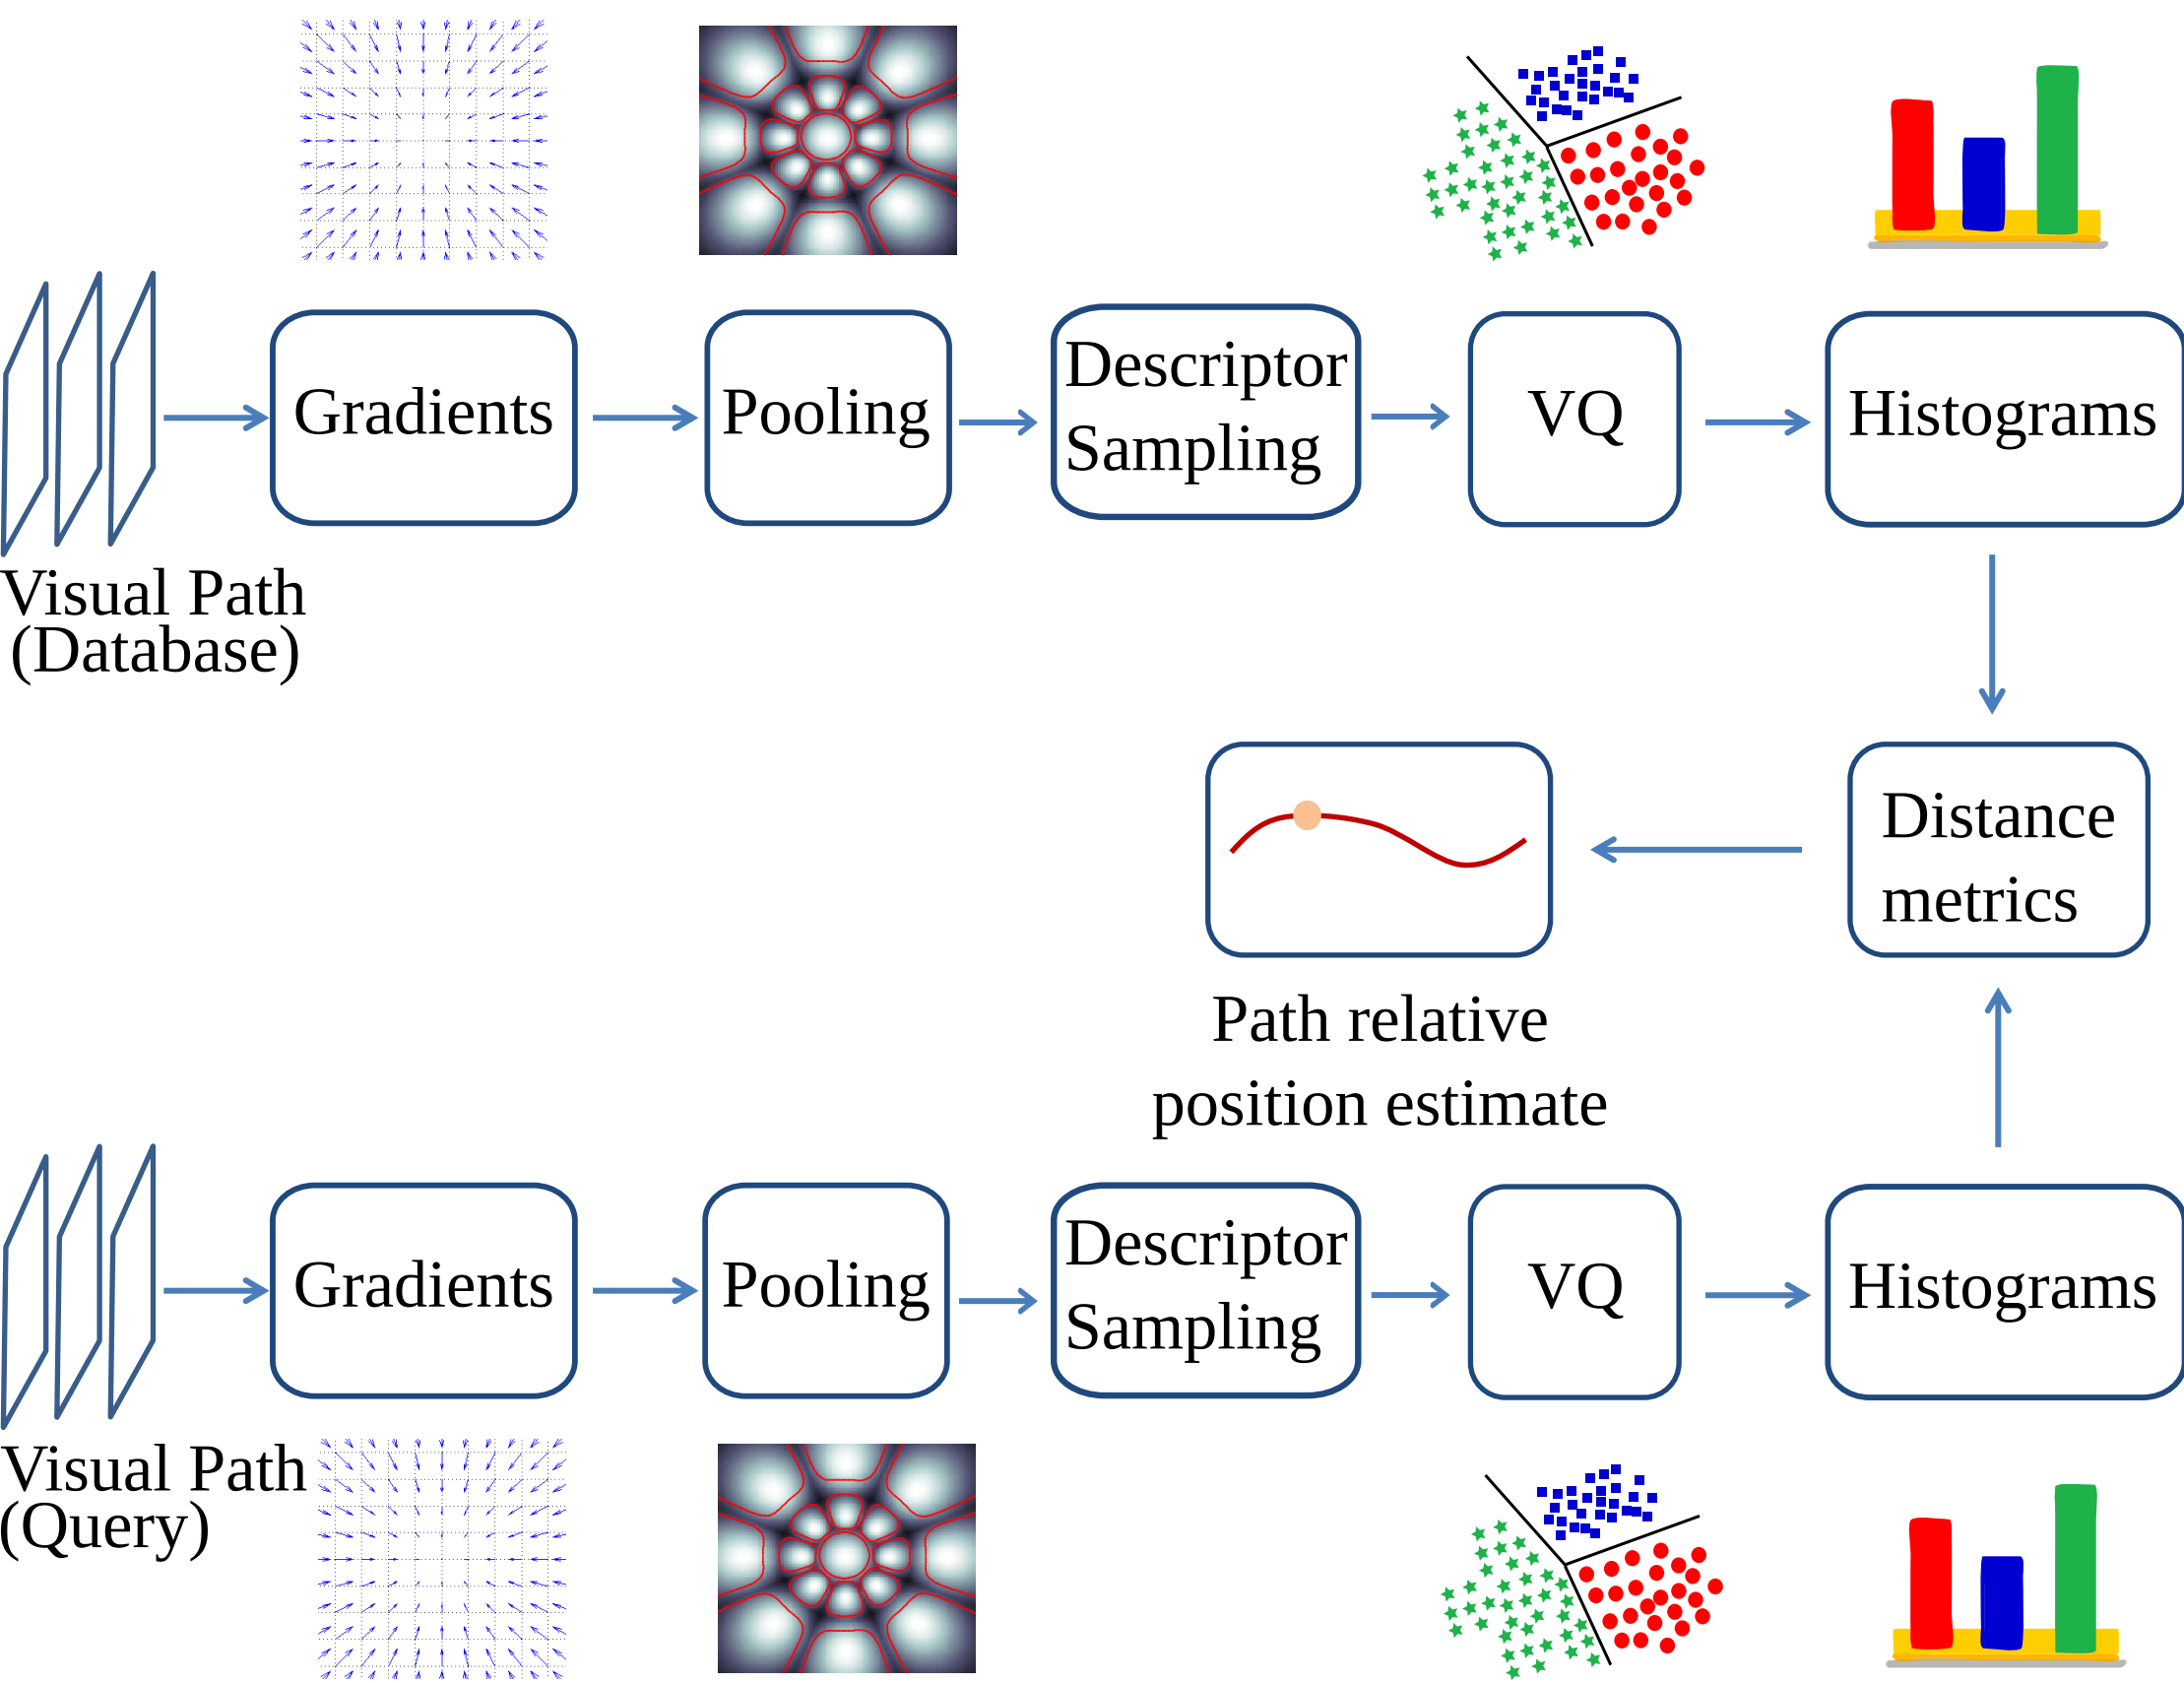 Gradients
Pooling
Descriptor
Sampling
VQ
Histograms
Visual Path
(Database)
Distance
metrics
Path relative
position estimate
Gradients
Pooling
Descriptor
Sampling
VQ
Histograms
Visual Path
(Query)